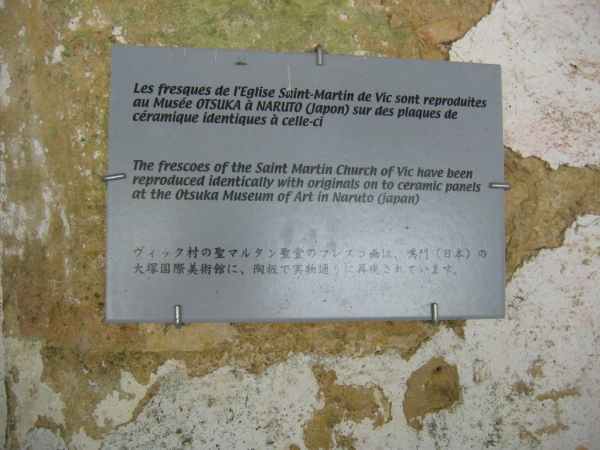 Les fresques de l'Eglise Saint-Martin de Vic sont reproduites
au Musée OTSUKA à NARUTO (Japon) sur des plaques de
céramique identiques à celle-ci
The frescoes of the Saint Martin Church of Vic have been
reproduced identically with originals on to ceramic panels
at the Otsuka Museum of Art in Naruto (Japan)
ヴィック村の聖マルタン聖堂のフレスコ画は、鳴門(日本)の
大塚国際美術館に、陶板で実物通りに再現されています。